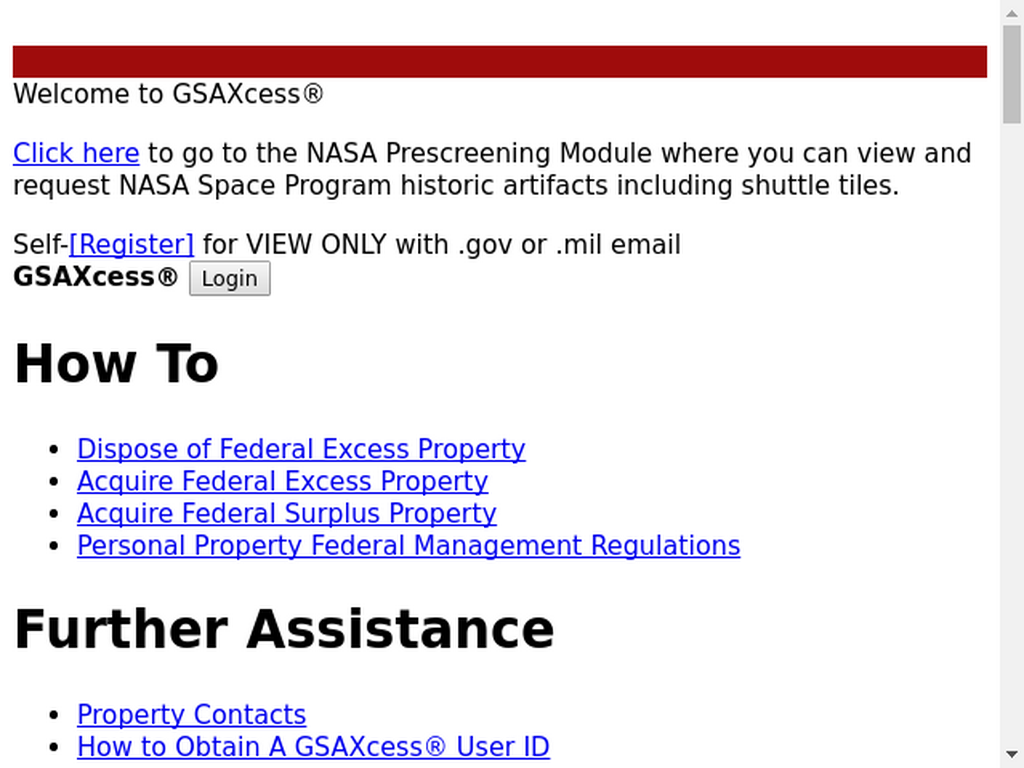 Welcome to GSAXcess®
Click here to go to the NASA Prescreening Module where you can view and
request NASA Space Program historic artifacts including shuttle tiles.
Self-[Register] for VIEW ONLY with .gov or .mil email
GSAXcess® Login
How To
• Dispose of Federal Excess Property
• Acquire Federal Excess Property
• Acquire Federal Surplus Property
• Personal Property Federal Management Regulations
Further Assistance
• Property Contacts
• How to Obtain A GSAXcess® User ID